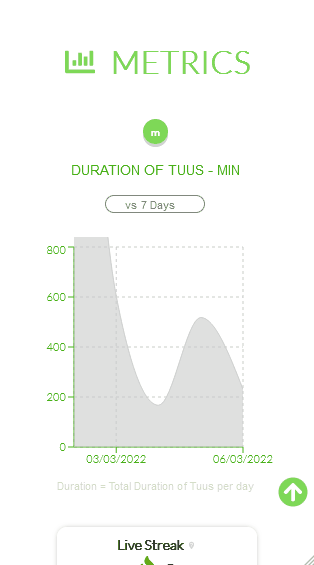 METRICS
m
DURATION OF TUUS - MIN
vs 7 Days
800
600
400
200
0
03/03/2022 06/03/2022
Duration = Total Duration of Tuus per day
Live Streak